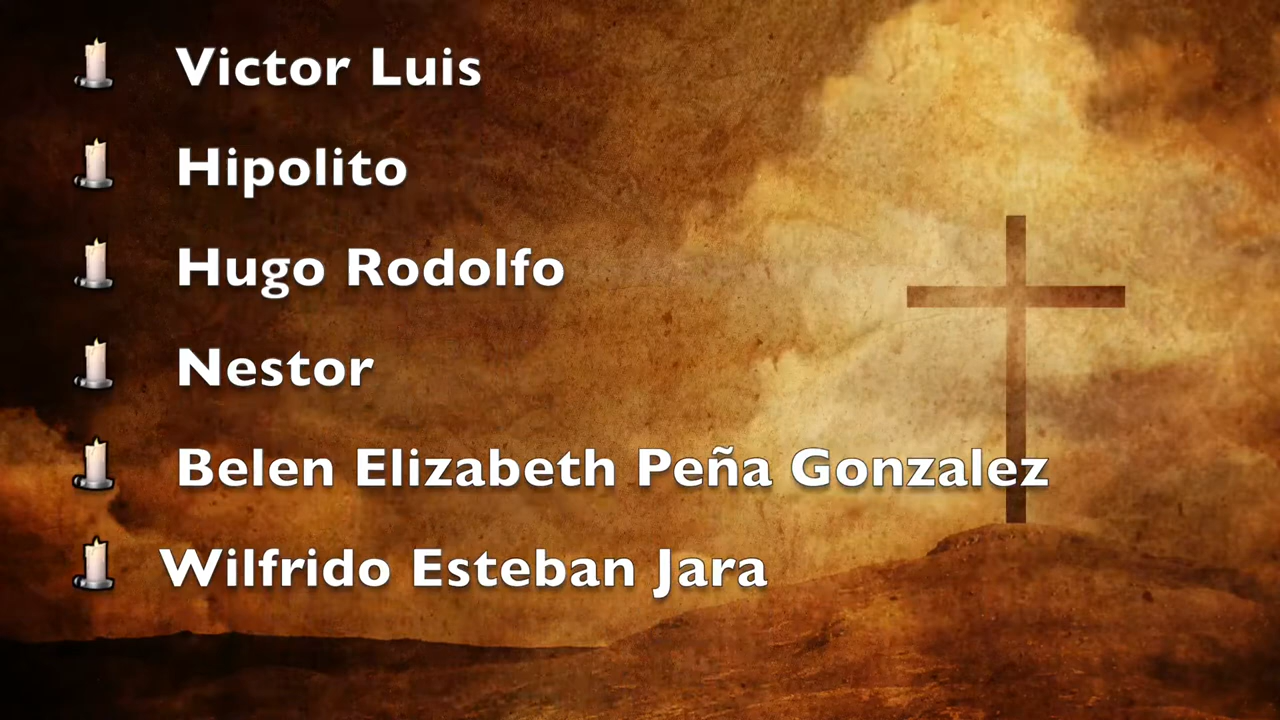 Victor Luis
Hipolito
Hugo Rodolfo
Nestor
Belen Elizabeth Peña Gonzalez
Wilfrido Esteban Jara